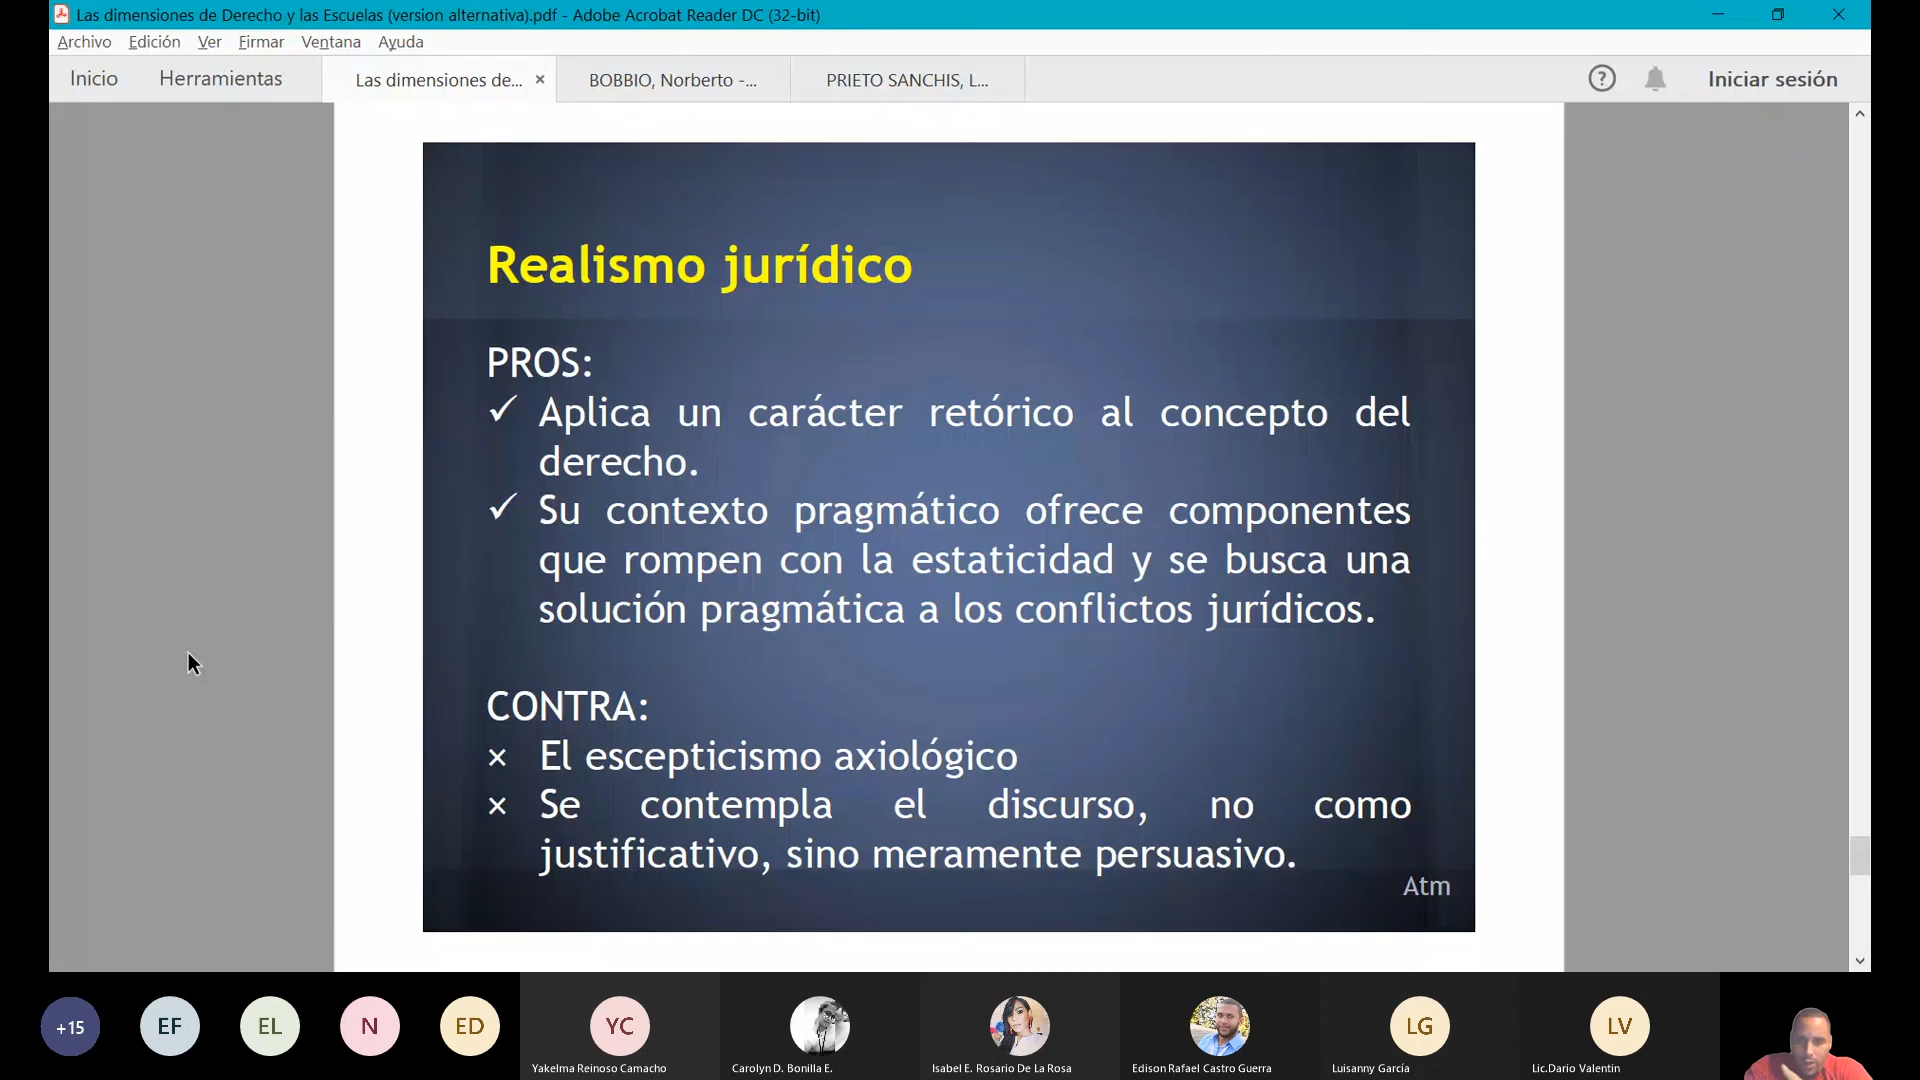 Las dimensiones de Derecho y las Escuelas (version alternativa).pdf - Adobe Acrobat Reader DC (32-bit)
Archivo Edición Ver Firmar Ventana Ayuda
Inicio Herramientas Las dimensiones de... × BOBBIO, Norberto -... PRIETO SANCHIS, L... ? Iniciar sesión
Realismo jurídico
PROS:
✓ Aplica un carácter retórico al concepto del
derecho.
✓ Su contexto pragmático ofrece componentes
que rompen con la estaticidad y se busca una
solución pragmática a los conflictos jurídicos.
CONTRA:
× El escepticismo axiológico
× Se contempla el discurso, no como
justificativo, sino meramente persuasivo.
Atm
+15 EF EL N ED YC LG LV
Yakelma Reinoso Camacho Carolyn D. Bonilla E. Isabel E. Rosario De La Rosa Edison Rafael Castro Guerra Luisanny García Lic.Dario Valentin